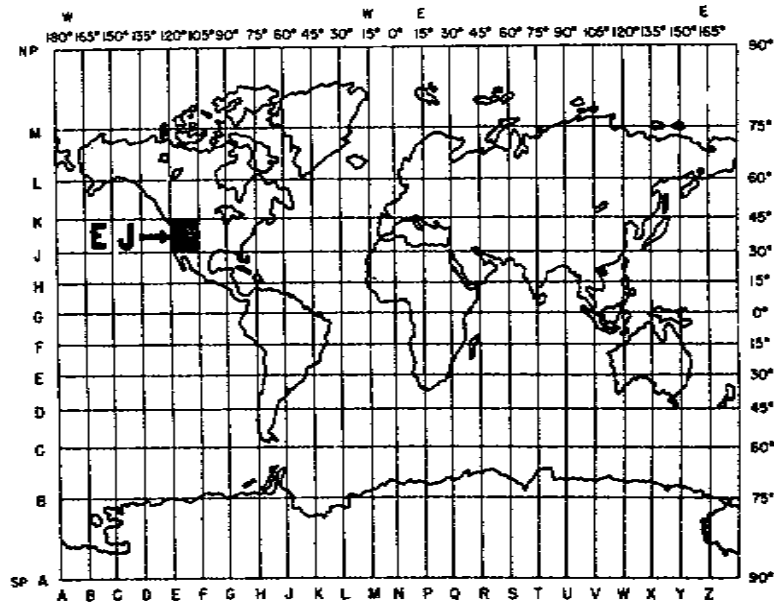 W W E E
180° 165° 150° 135° 120° 105° 90° 75° 60° 45° 30° W 15° 0° 15° 30° 45° 60° 75° 90° 105° 120° 135° 150° 165°
NP 90°
M 75°
L 60°
K 45°
E J
J 30°
H 15°
G 0°
F 15°
E 30°
D 45°
C 60°
B 75°
SP A 90°
A B C D E F G H J K L M N P Q R S T U V W X Y Z